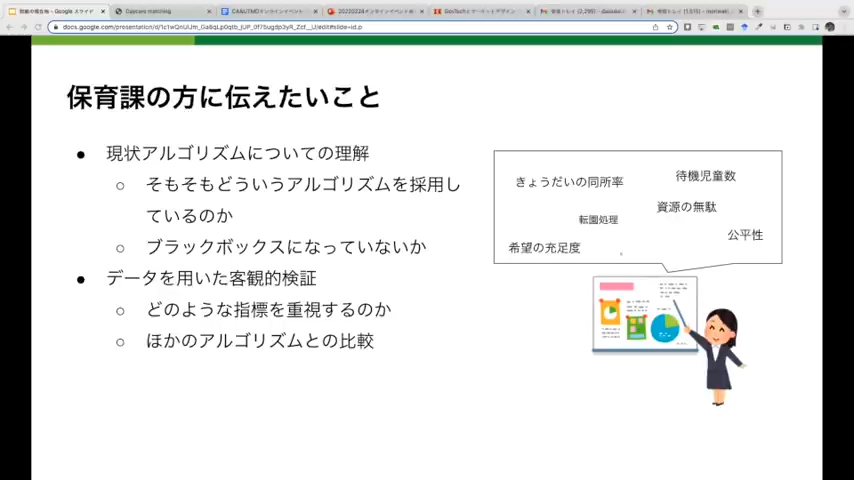 Daycare matching
保育課の方に伝えたいこと
● 現状アルゴリズムについての理解
○ そもそもどういうアルゴリズムを採用し
ているのか
○ ブラックボックスになっていないか
● データを用いた客観的検証
○ どのような指標を重視するのか
○ ほかのアルゴリズムとの比較
きょうだいの同所率
待機児童数
資源の無駄
転園処理
公平性
希望の充足度